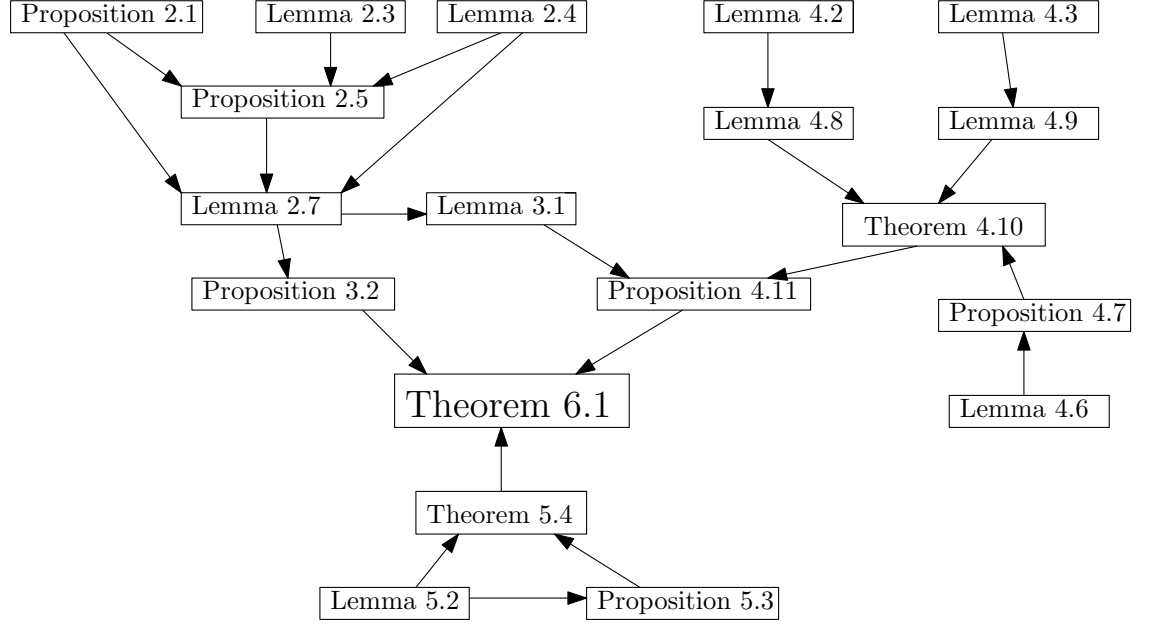 Proposition 2.1
Lemma 2.3
Lemma 2.4
Lemma 4.2
Lemma 4.3
Proposition 2.5
Lemma 4.8
Lemma 4.9
Lemma 2.7
Lemma 3.1
Theorem 4.10
Proposition 3.2
Proposition 4.11
Proposition 4.7
Theorem 6.1
Lemma 4.6
Theorem 5.4
Lemma 5.2
Proposition 5.3